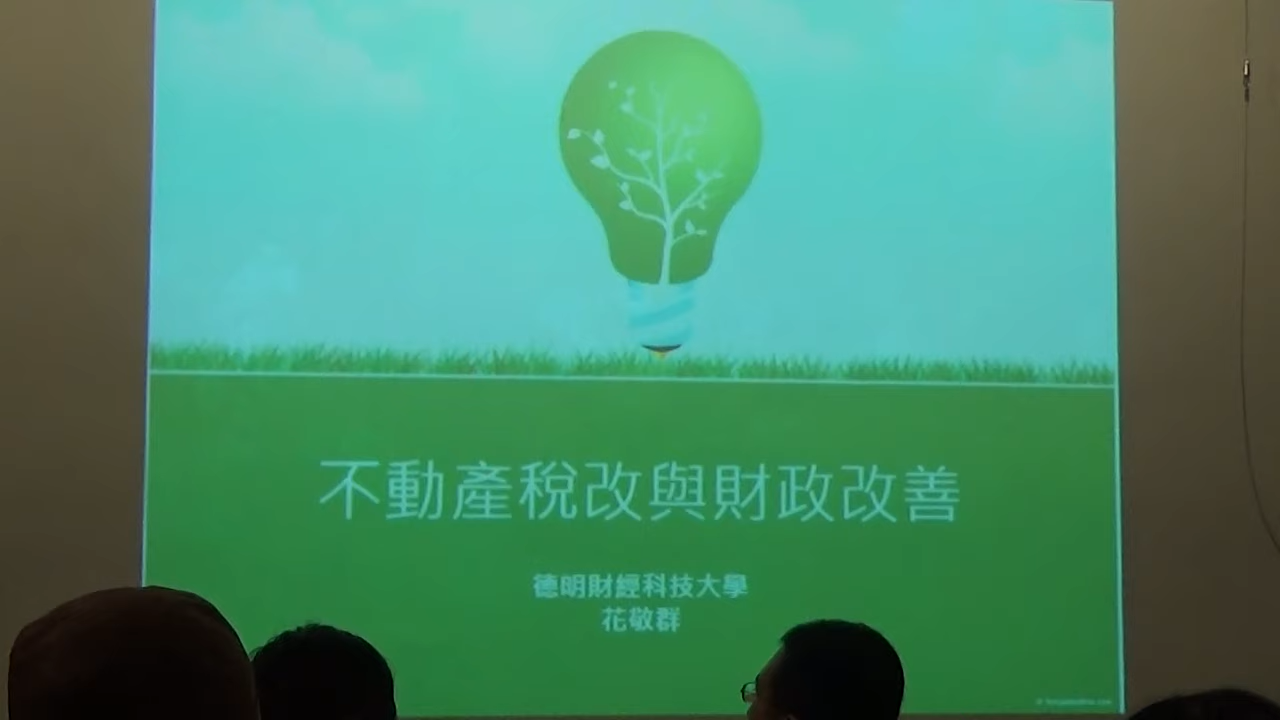 不動產稅改與財政改善
德明財經科技大學
花敬群